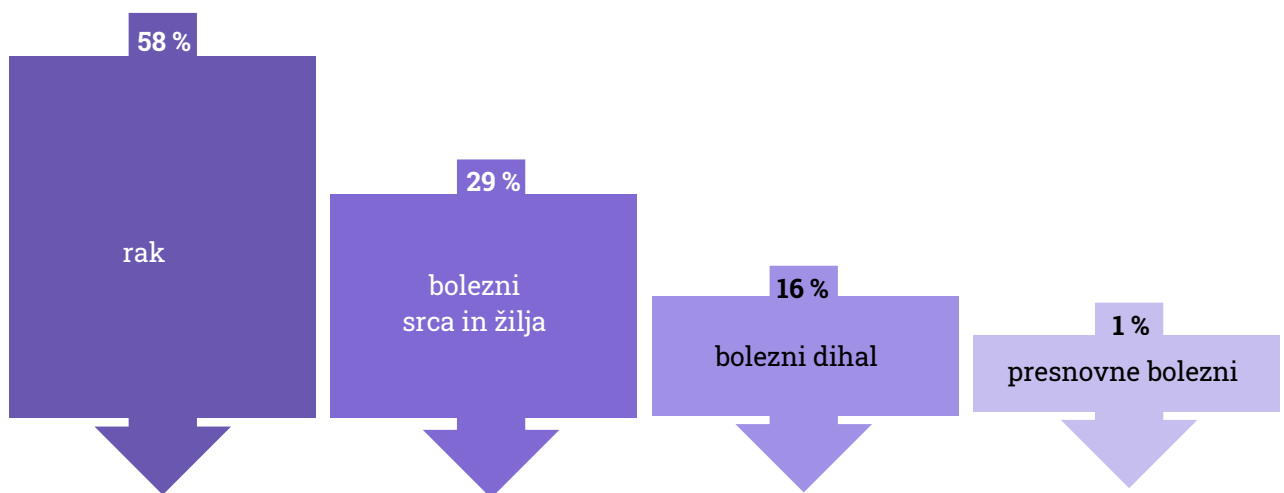 58 %
rak
29 %
bolezni
srca in žilja
16 %
bolezni dihal
1 %
presnovne bolezni